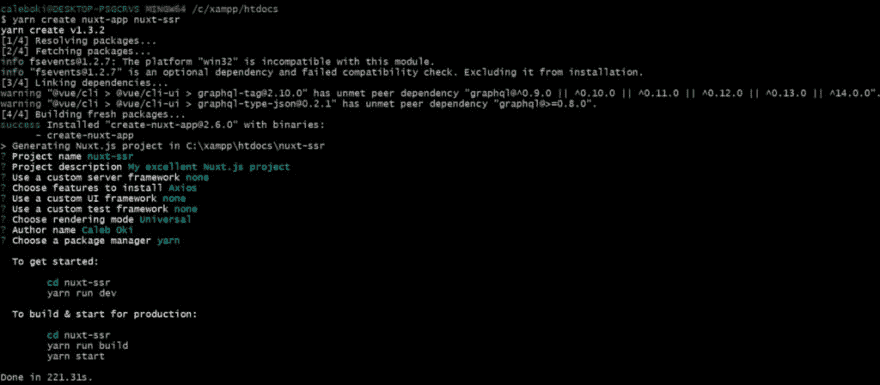 caleboki@DESKTOP-P3GCRVS MINGW64 /c/xampp/htdocs
$ yarn create nuxt-app nuxt-ssr
yarn create v1.3.2
[1/4] Resolving packages...
[2/4] Fetching packages...
info fsevents@1.2.7: The platform "win32" is incompatible with this module.
info "fsevents@1.2.7" is an optional dependency and failed compatibility check. Excluding it from installation.
[3/4] Linking dependencies...
warning "@vue/cli > @vue/cli-ui > graphql-tag@2.10.0" has unmet peer dependency "graphql@^0.9.0 || ^0.10.0 || ^0.11.0 || ^0.12.0 || ^0.13.0 || ^14.0.0".
warning "@vue/cli > @vue/cli-ui > graphql-type-json@0.2.1" has unmet peer dependency "graphql@>=0.8.0".
[4/4] Building fresh packages...
success Installed "create-nuxt-app@2.6.0" with binaries:
- create-nuxt-app
> Generating Nuxt.js project in C:\xampp\htdocs\nuxt-ssr
? Project name nuxt-ssr
? Project description My excellent Nuxt.js project
? Use a custom server framework none
? Choose features to install Axios
? Use a custom UI framework none
? Use a custom test framework none
? Choose rendering mode Universal
? Author name Caleb Oki
? Choose a package manager yarn
To get started:
cd nuxt-ssr
yarn run dev
To build & start for production:
cd nuxt-ssr
yarn run build
yarn start
Done in 221.31s.